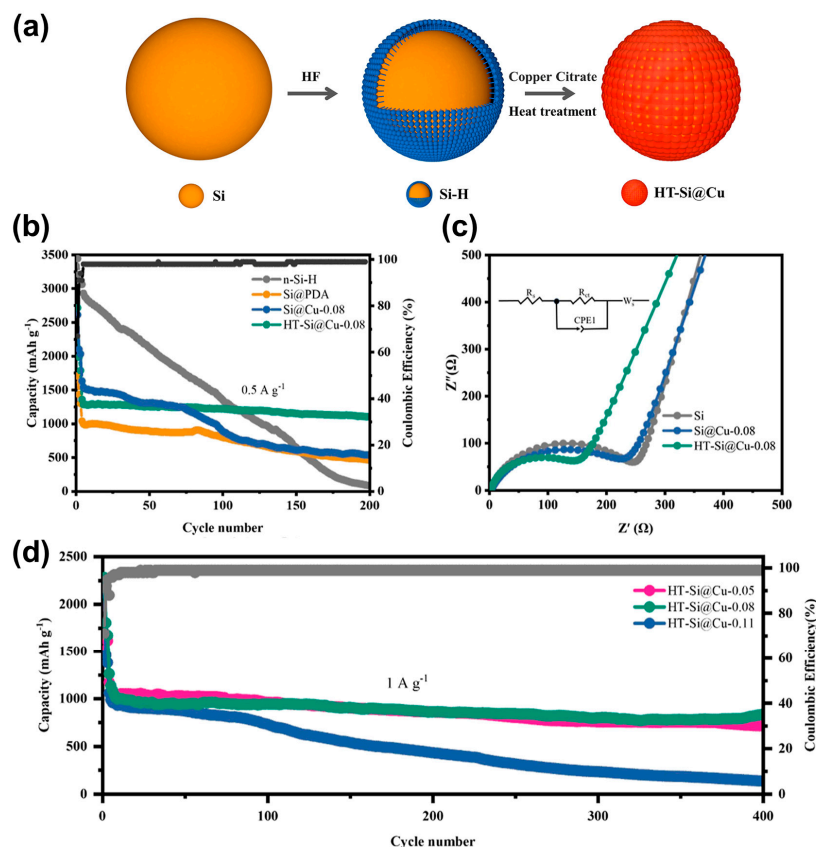 (a)
HF
Copper Citrate
Heat treatment
Si
Si-H
HT-Si@Cu
(b)
3500
3000
2500
2000
1500
1000
500
0
Capacity (mAh g⁻¹)
n-Si-H
Si@PDA
Si@Cu-0.08
HT-Si@Cu-0.08
0.5 A g⁻¹
100
80
60
40
20
0
Coulombic Efficiency (%)
0
50
100
150
200
Cycle number
(c)
500
400
300
200
100
0
Z″(Ω)
CPE1
Si
Si@Cu-0.08
HT-Si@Cu-0.08
0
100
200
300
400
500
Z′ (Ω)
(d)
2500
2000
1500
1000
500
0
Capacity (mAh g⁻¹)
HT-Si@Cu-0.05
HT-Si@Cu-0.08
HT-Si@Cu-0.11
1 A g⁻¹
100
80
60
40
20
0
Coulombic Efficiency(%)
0
100
200
300
400
Cycle number